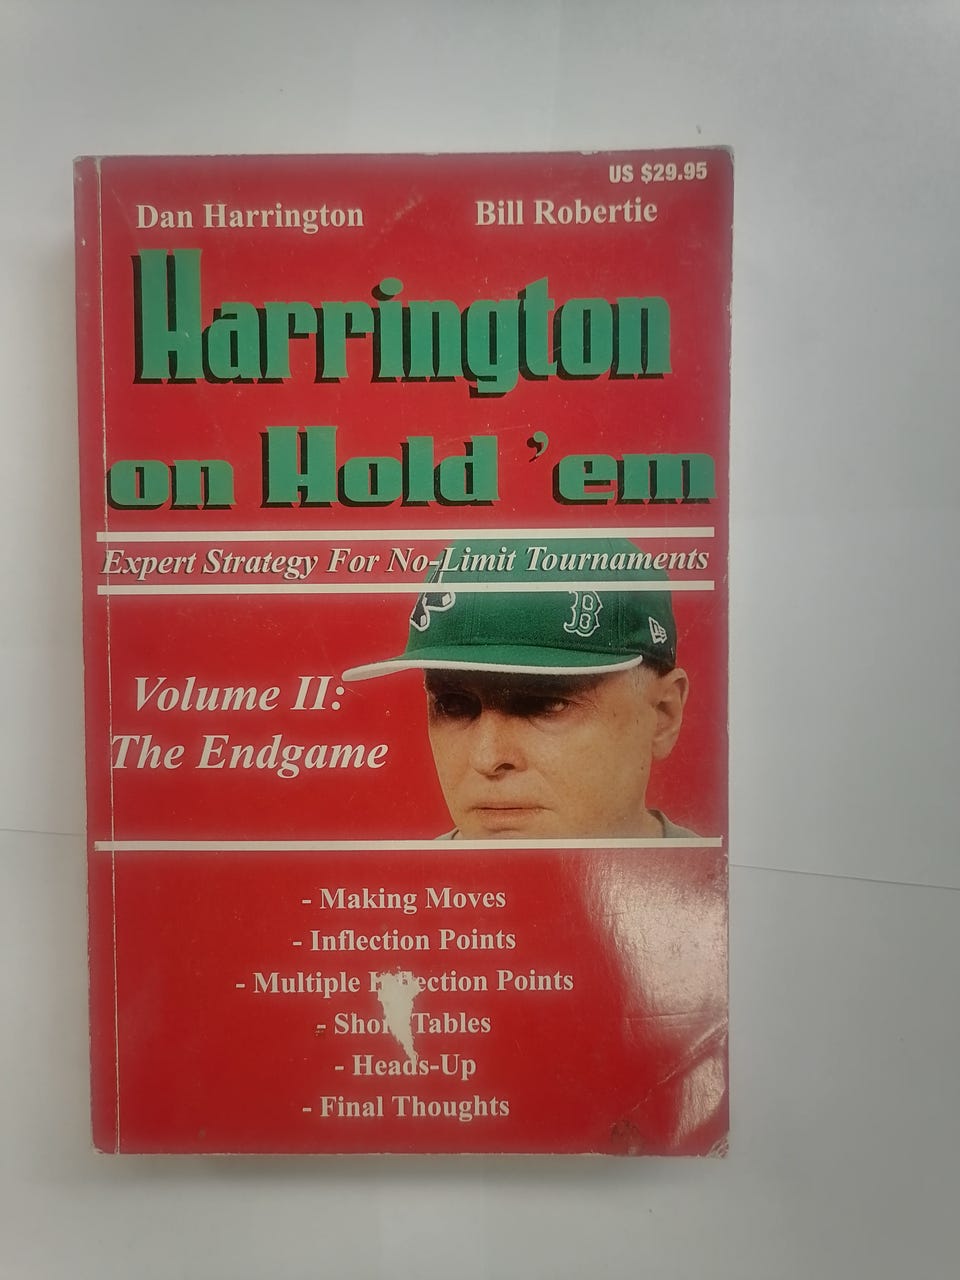 US $29.95
Dan Harrington Bill Robertie
Harrington
on Hold 'em
Expert Strategy For No-Limit Tournaments
B
Volume II:
The Endgame
- Making Moves
- Inflection Points
- Multiple Points
- Tables
- Heads-Up
- Final Thoughts